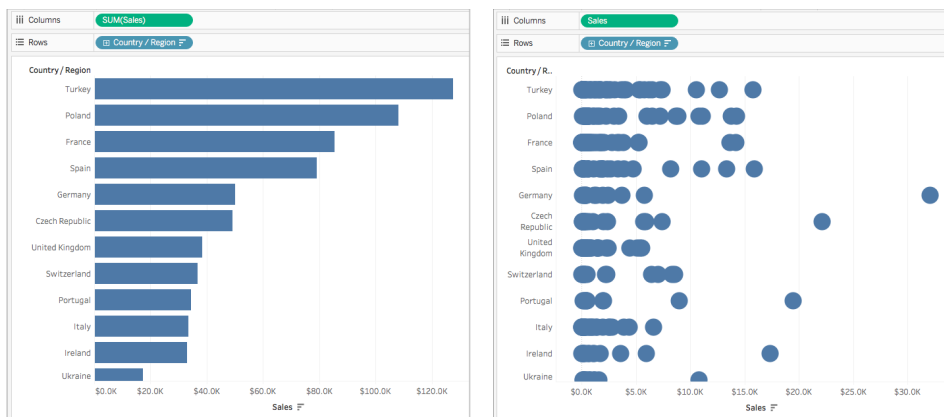 Columns SUM(Sales)
Rows Country / Region
Country / Region
Turkey
Poland
France
Spain
Germany
Czech Republic
United Kingdom
Switzerland
Portugal
Italy
Ireland
Ukraine
$0.0K $20.0K $40.0K $60.0K $80.0K $100.0K $120.0K
Sales
Columns Sales
Rows Country / Region
Country / R..
Turkey
Poland
France
Spain
Germany
Czech
Republic
United
Kingdom
Switzerland
Portugal
Italy
Ireland
Ukraine
$0.0K $5.0K $10.0K $15.0K $20.0K $25.0K $30.0K
Sales